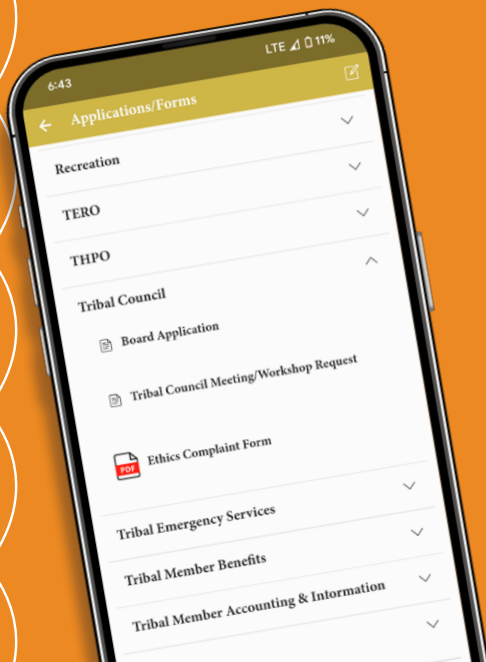 6:43 LTE 11%
Applications/Forms
Recreation
TERO
THPO
Tribal Council
Board Application
Tribal Council Meeting/Workshop Request
PDF Ethics Complaint Form
Tribal Emergency Services
Tribal Member Benefits
Tribal Member Accounting & Information